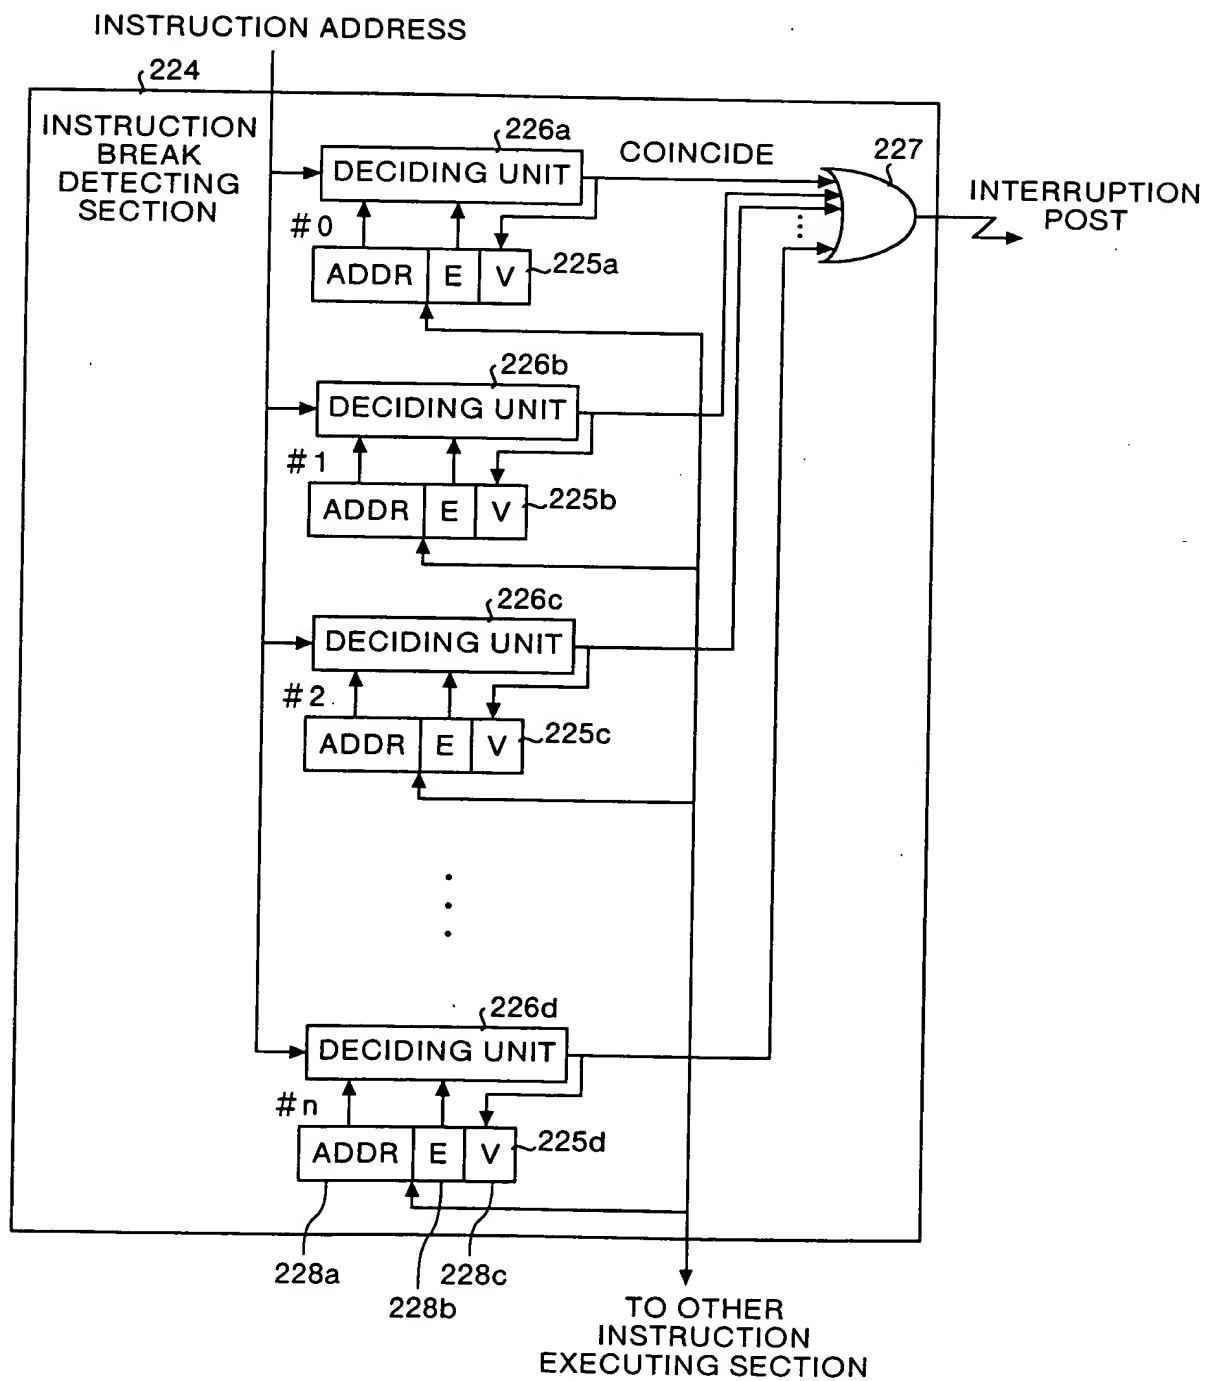 INSTRUCTION ADDRESS
224
INSTRUCTION
BREAK
DETECTING
SECTION
226a
DECIDING UNIT
COINCIDE
227
INTERRUPTION
POST
#0
ADDR E V
225a
226b
DECIDING UNIT
#1
ADDR E V
225b
226c
DECIDING UNIT
#2
ADDR E V
225c
226d
DECIDING UNIT
#n
ADDR E V
225d
228a
228b
228c
TO OTHER
INSTRUCTION
EXECUTING SECTION